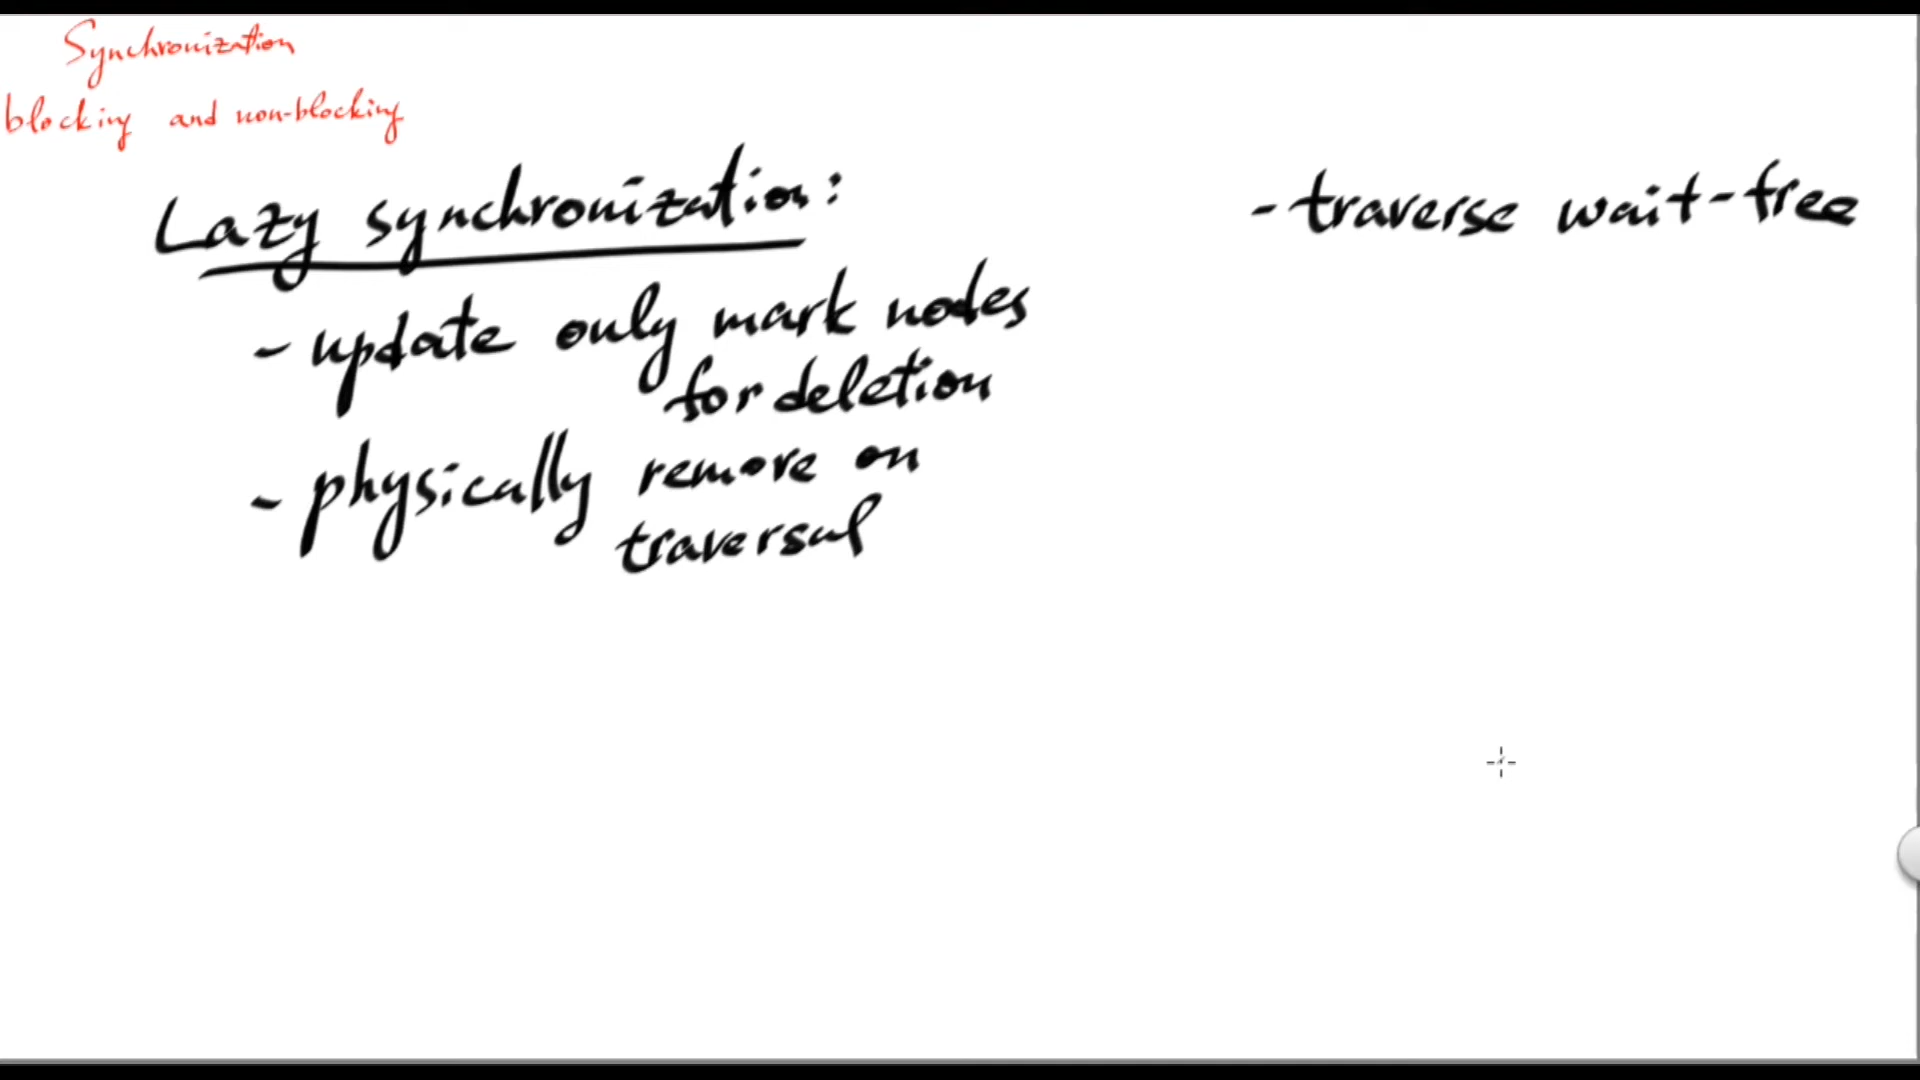 Synchronization
blocking and non-blocking
Lazy synchronization:
- update only mark nodes
for deletion
- physically remove on
traversal
- traverse wait-free